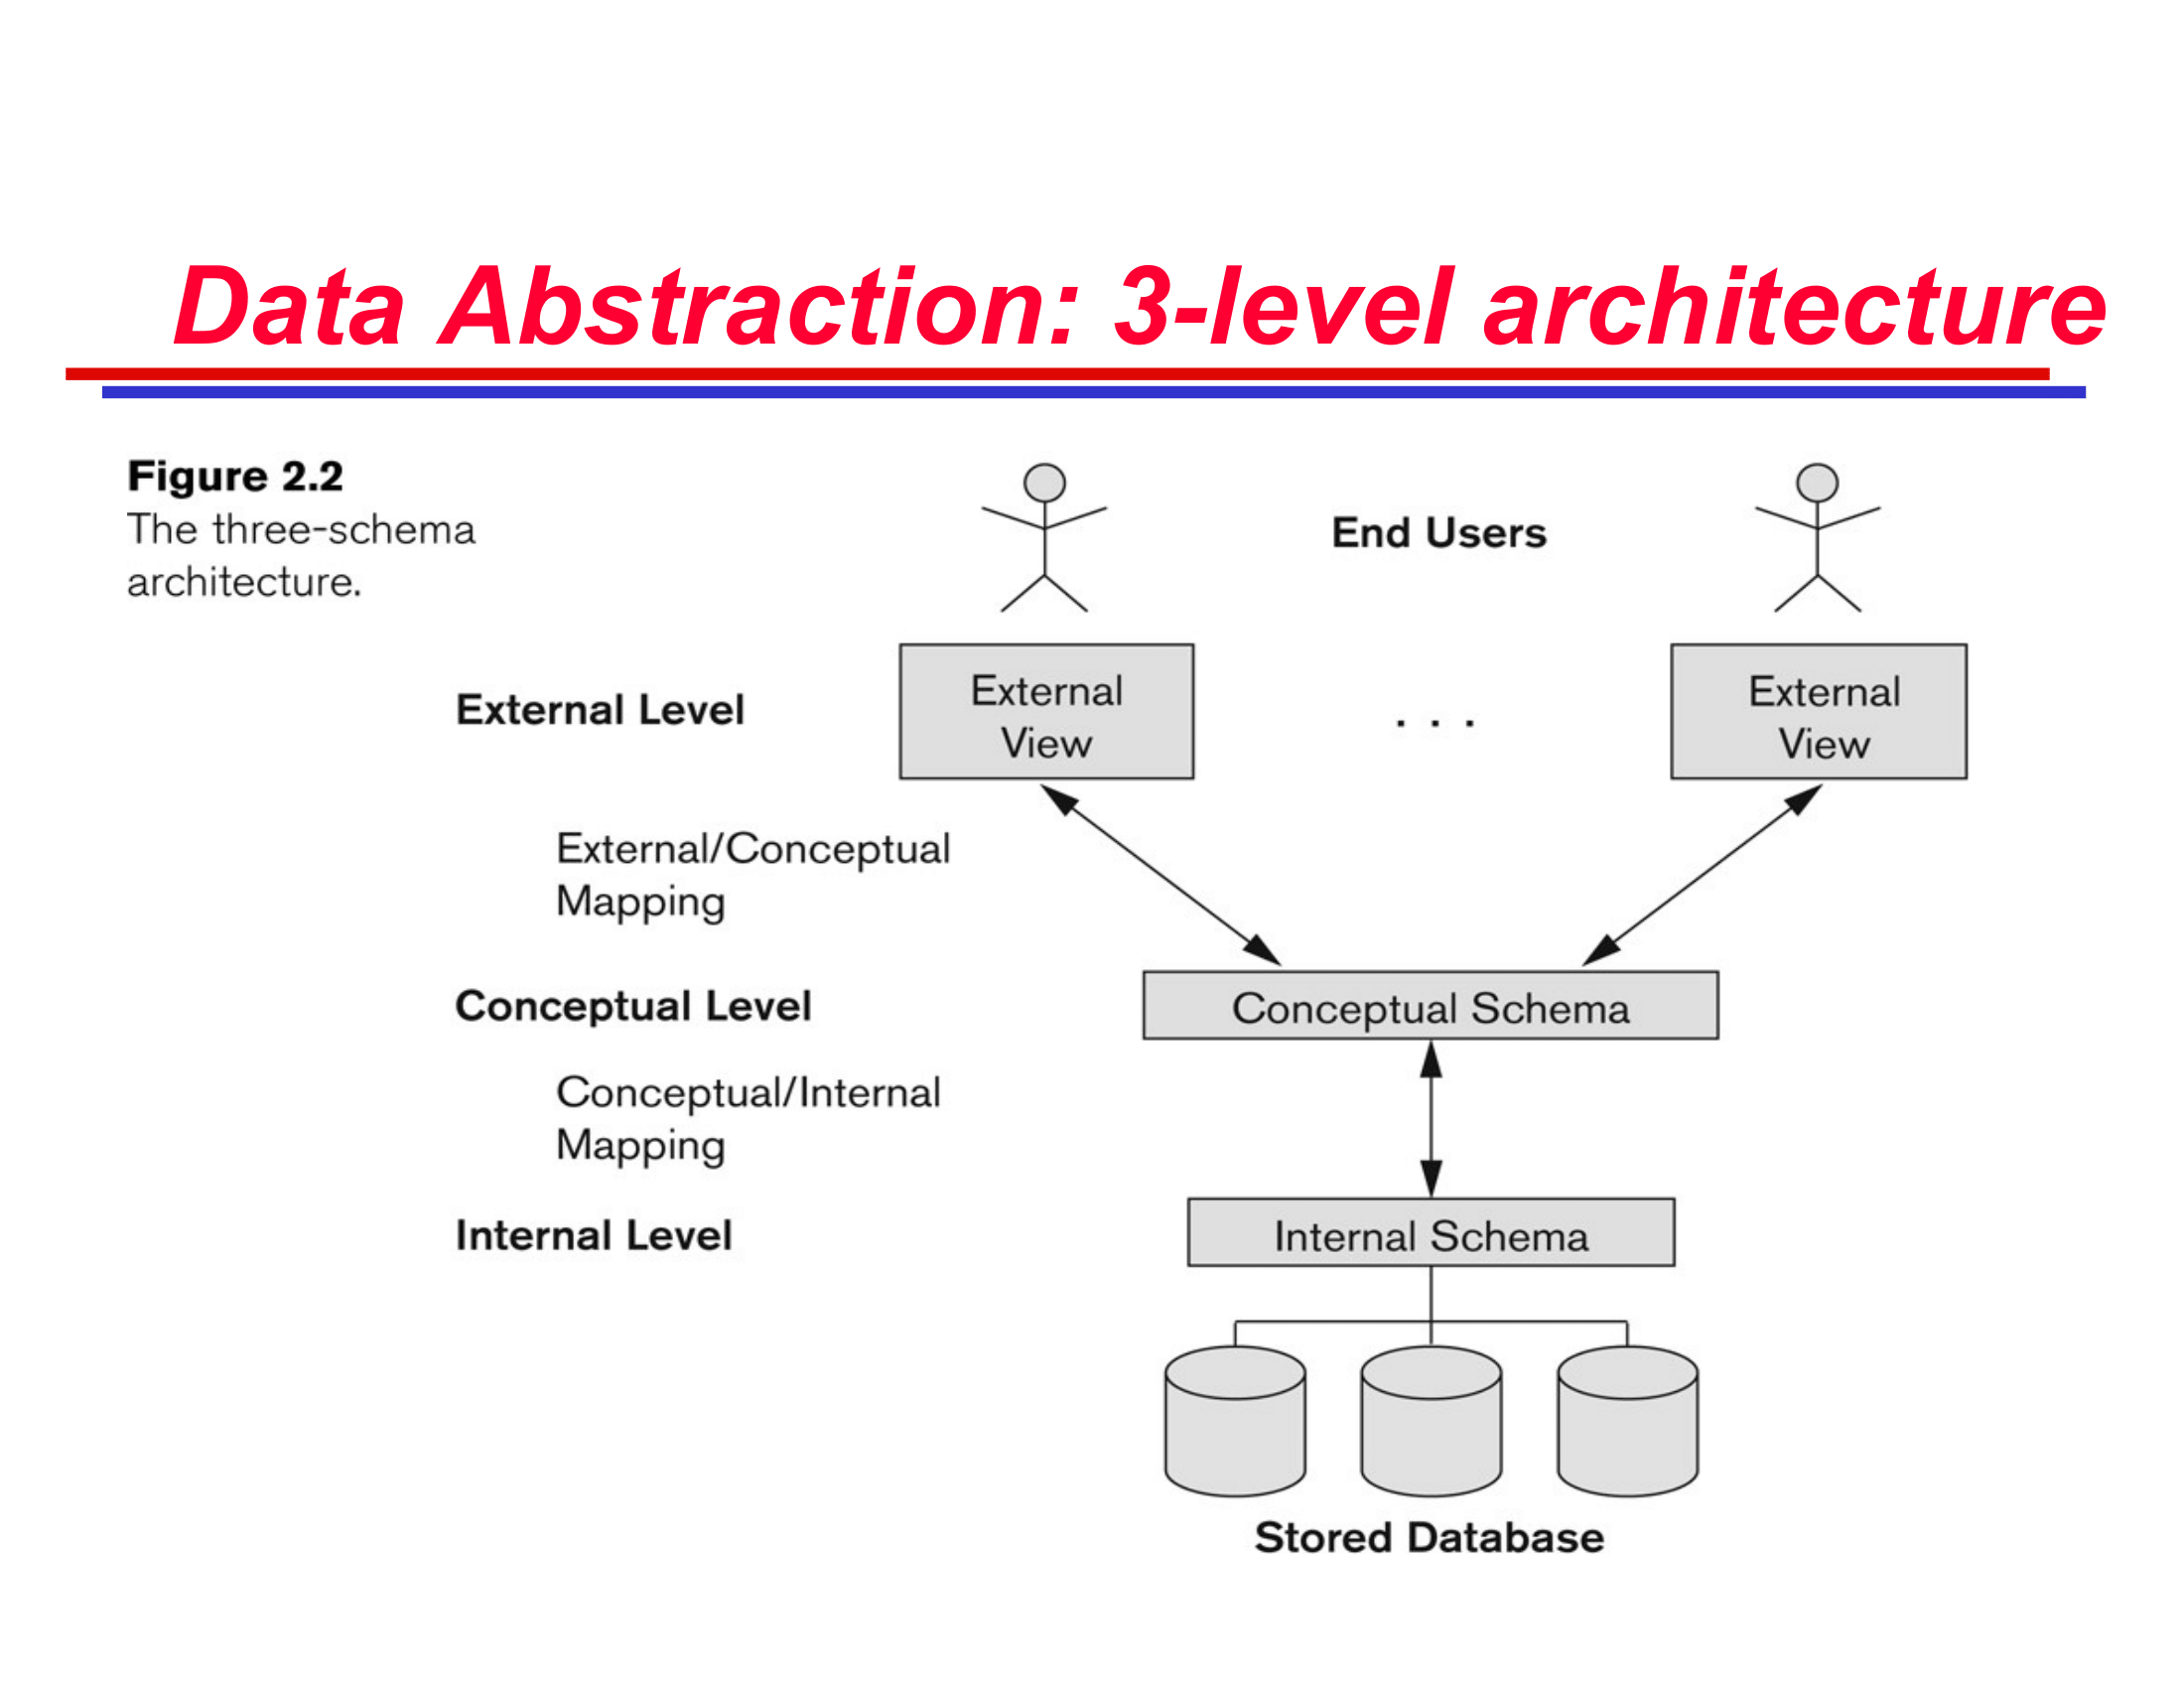 Data Abstraction: 3-level architecture
Figure 2.2
The three-schema
architecture.
End Users
External Level
External
View
. . .
External
View
External/Conceptual
Mapping
Conceptual Level
Conceptual Schema
Conceptual/Internal
Mapping
Internal Level
Internal Schema
Stored Database